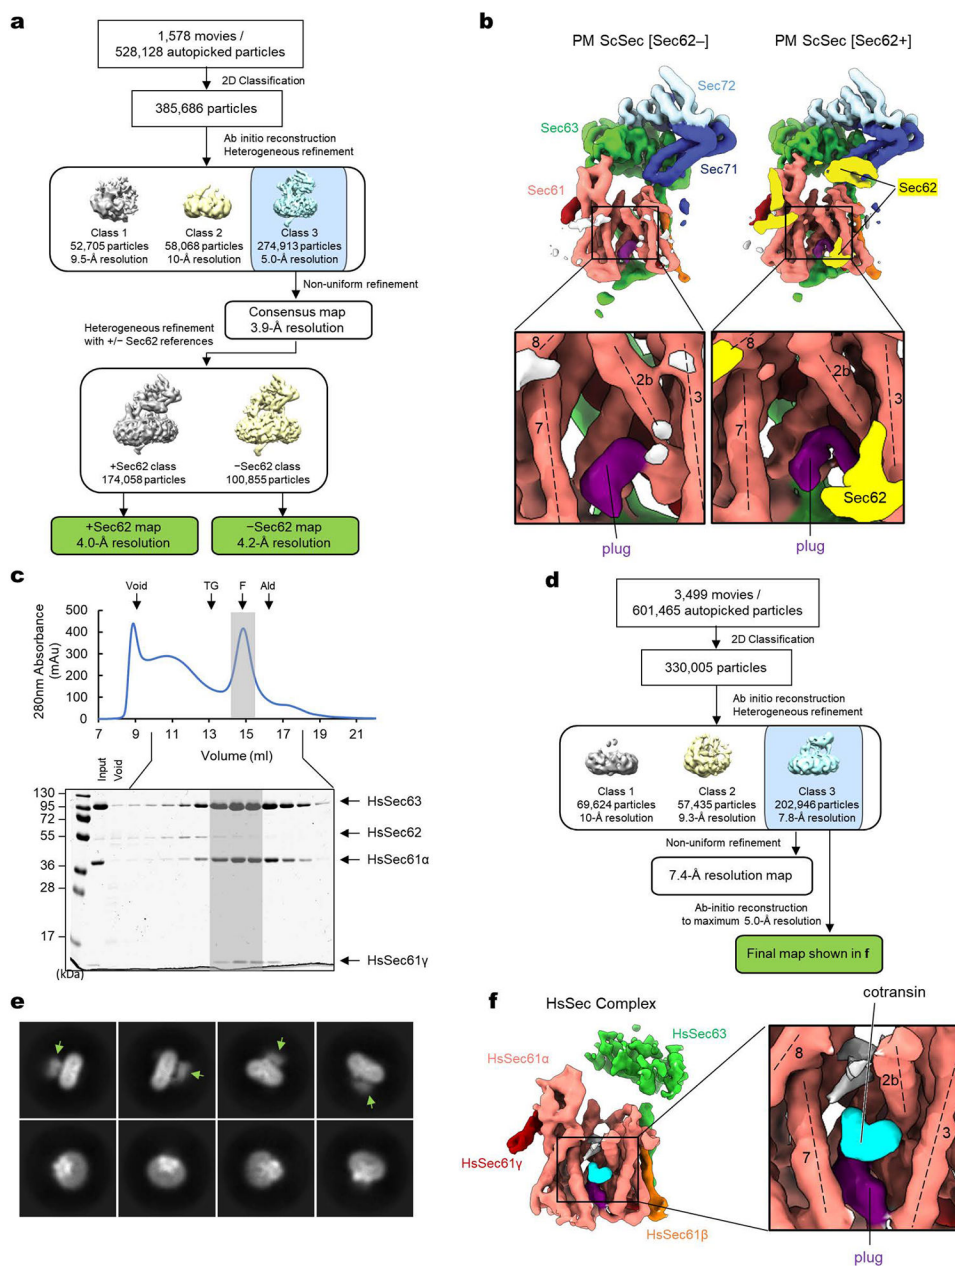 a
1,578 movies /
528,128 autopicked particles
2D Classification
385,686 particles
Ab initio reconstruction
Heterogeneous refinement
Class 1
52,705 particles
9.5-Å resolution
Class 2
58,068 particles
10-Å resolution
Class 3
274,913 particles
5.0-Å resolution
Non-uniform refinement
Consensus map
3.9-Å resolution
Heterogeneous refinement
with +/− Sec62 references
+Sec62 class
174,058 particles
−Sec62 class
100,855 particles
+Sec62 map
4.0-Å resolution
−Sec62 map
4.2-Å resolution
b
PM ScSec [Sec62–]
PM ScSec [Sec62+]
Sec72
Sec63
Sec71
Sec61
Sec62
8
2b
3
7
plug
8
2b
3
7
Sec62
plug
c
Void
TG
F
Ald
280nm Absorbance
(mAu)
500
400
300
200
100
0
7 9 11 13 15 17 19 21
Volume (ml)
Input
Void
130
95
72
55
36
28
17
(kDa)
HsSec63
HsSec62
HsSec61α
HsSec61γ
d
3,499 movies /
601,465 autopicked particles
2D Classification
330,005 particles
Ab initio reconstruction
Heterogeneous refinement
Class 1
69,624 particles
10-Å resolution
Class 2
57,435 particles
9.3-Å resolution
Class 3
202,946 particles
7.8-Å resolution
Non-uniform refinement
7.4-Å resolution map
Ab-initio reconstruction
to maximum 5.0-Å resolution
Final map shown in f
e
f
HsSec Complex
HsSec63
HsSec61α
HsSec61γ
HsSec61β
cotransin
8
2b
3
7
plug